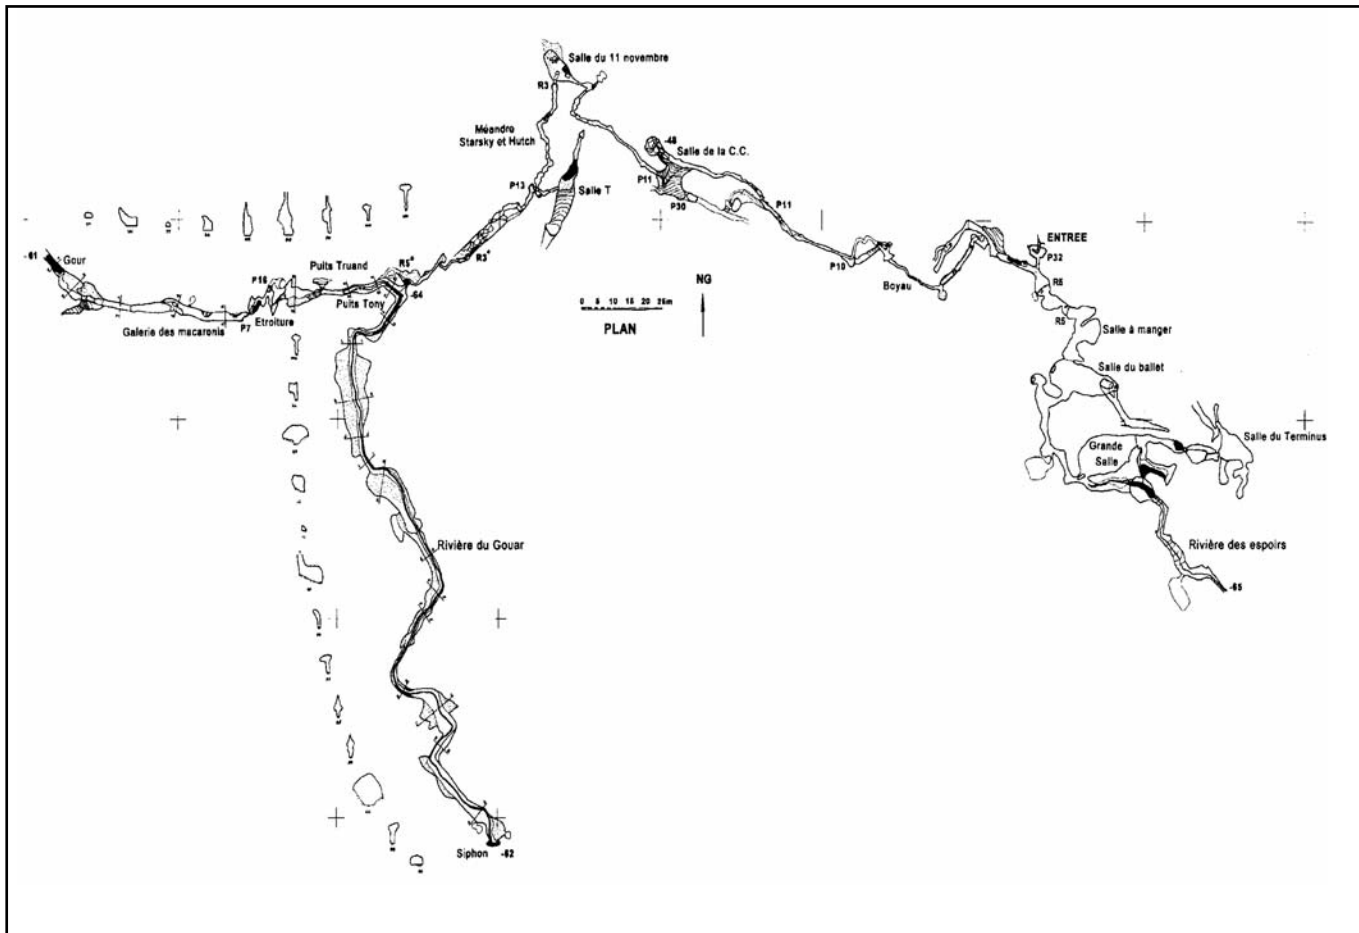 Salle du 11 novembre
R3
Méandre
Starsky et Hutch
-48
Salle de la C.C.
P11
P30
P13
Salle T
P11
R3
R5
-64
Puits Truand
P16
Puits Tony
Etroiture
P7
Galerie des macaronis
-61
Gour
NG
0 5 10 15 20 25m
PLAN
P10
Boyau
ENTREE
P32
R6
R5
Salle à manger
Salle du ballet
Grande
Salle
Salle du Terminus
Rivière des espoirs
-65
Rivière du Gouar
Siphon
-62